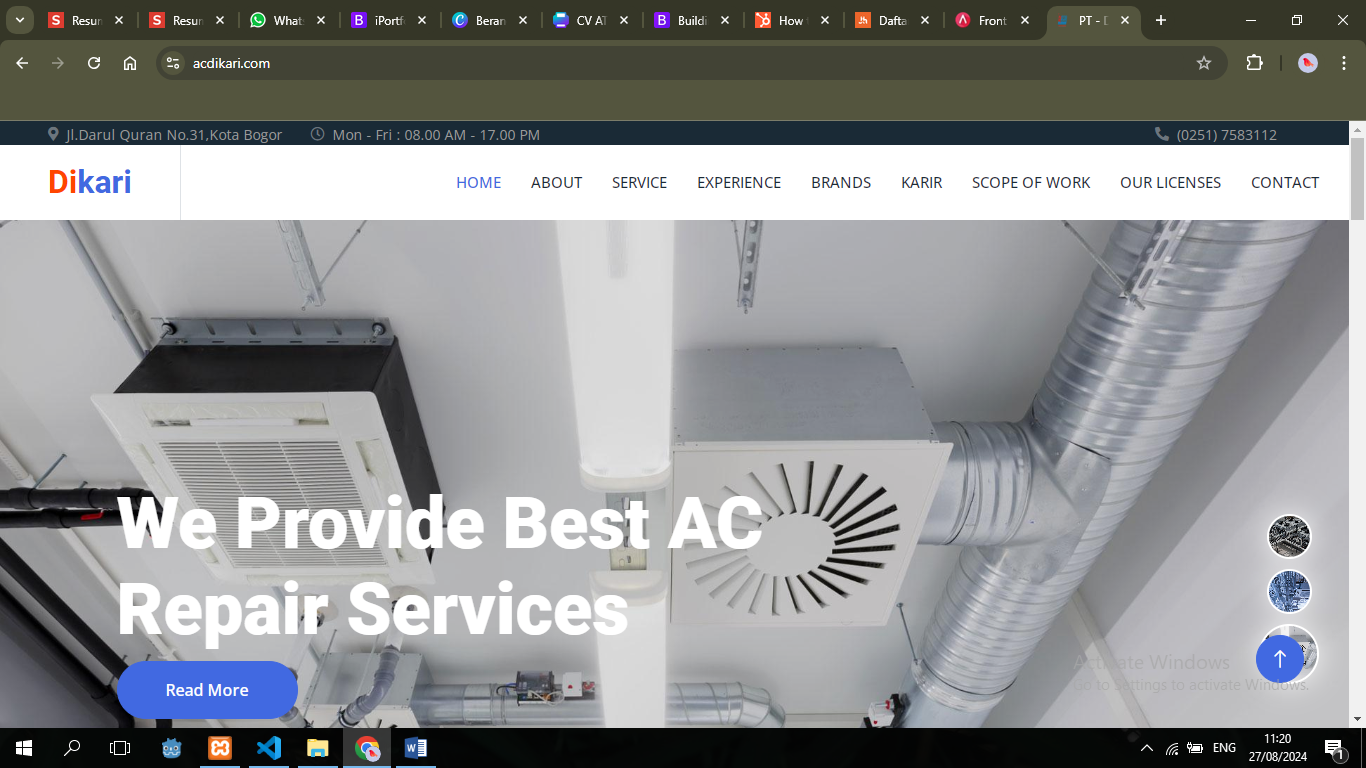 Resun
Resun
What
iPortf
Beran
CV AT
Buildi
How
Dafta
Front
PT - D
acdikari.com
Jl.Darul Quran No.31,Kota Bogor
Mon - Fri : 08.00 AM - 17.00 PM
(0251) 7583112
Dikari
HOME
ABOUT
SERVICE
EXPERIENCE
BRANDS
KARIR
SCOPE OF WORK
OUR LICENSES
CONTACT
We Provide Best AC
Repair Services
Read More
Activate Windows
Go to Settings to activate Windows.
ENG
11:20
27/08/2024
1